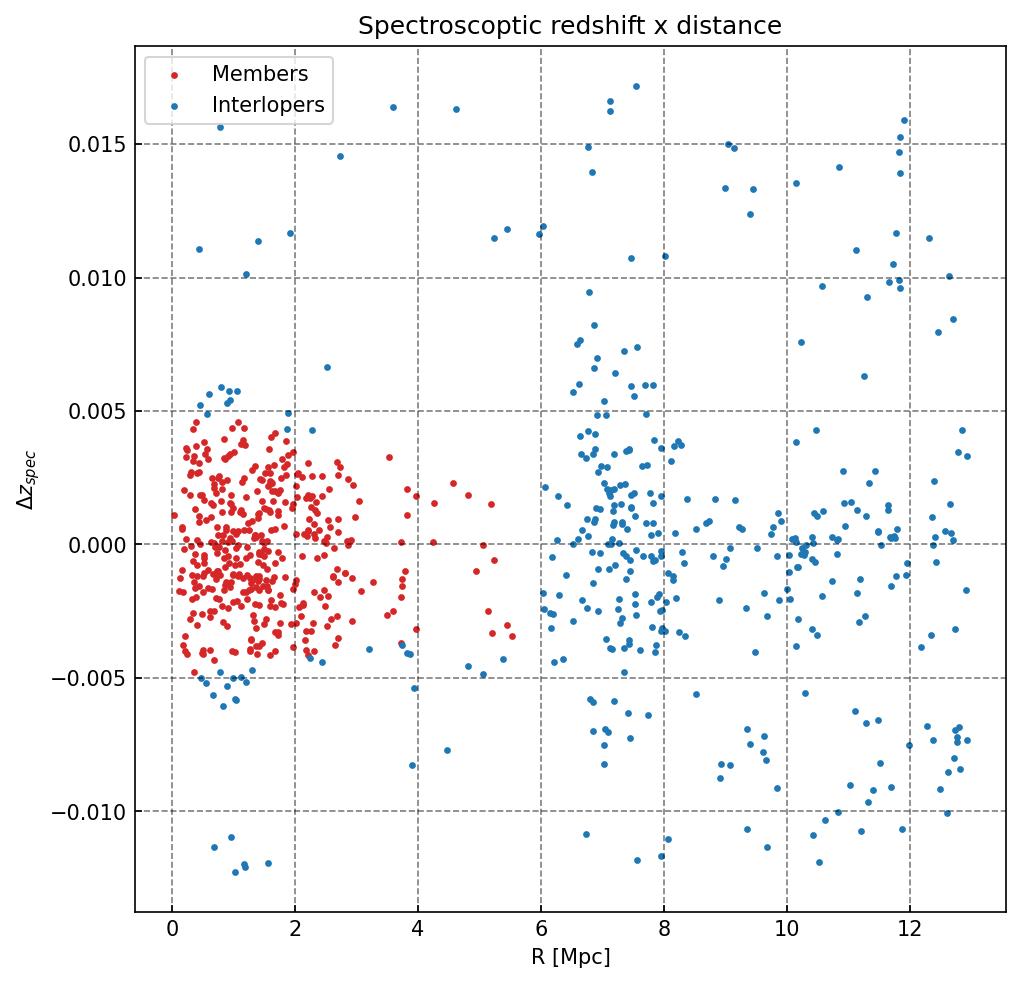 Spectroscoptic redshift x distance
Members
Interlopers
0.015
0.010
0.005
0.000
−0.005
−0.010
Δz_spec
0 2 4 6 8 10 12
R [Mpc]